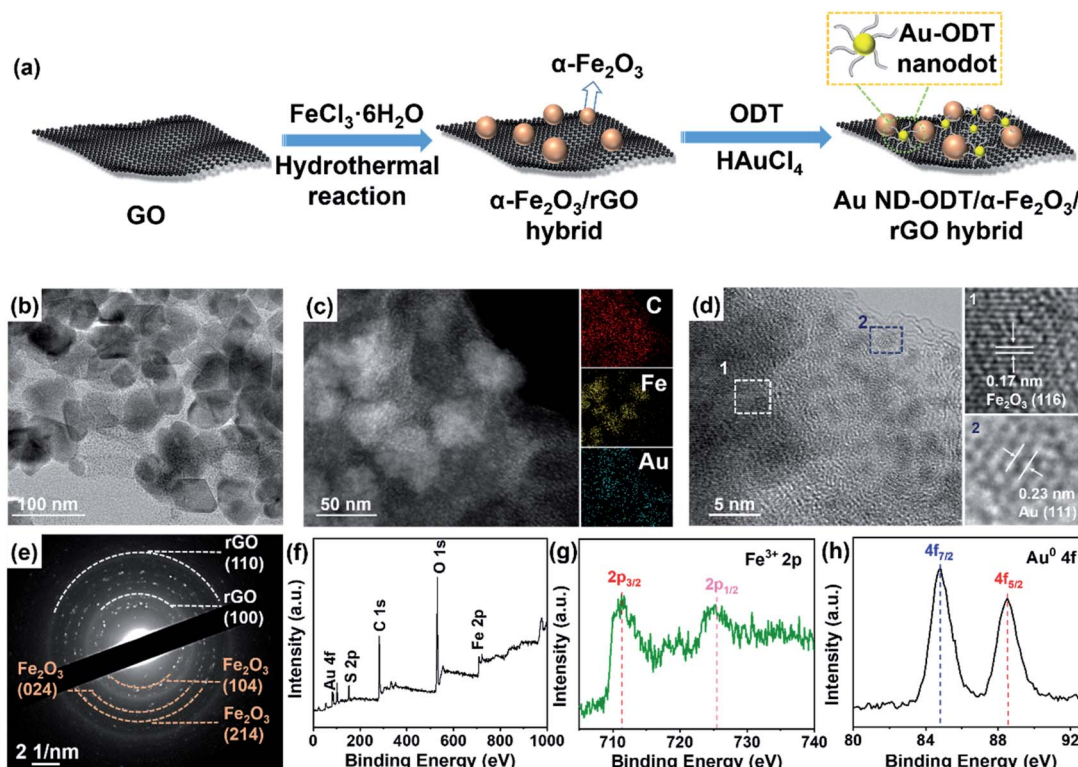 (a)
GO
FeCl₃·6H₂O
Hydrothermal
reaction
α-Fe₂O₃
α-Fe₂O₃/rGO
hybrid
ODT
HAuCl₄
Au-ODT
nanodot
Au ND-ODT/α-Fe₂O₃/
rGO hybrid
(b)
100 nm
(c)
50 nm
C
Fe
Au
(d)
1
2
5 nm
1
0.17 nm
Fe₂O₃ (116)
2
0.23 nm
Au (111)
(e)
rGO
(110)
rGO
(100)
Fe₂O₃
(024)
Fe₂O₃
(104)
Fe₂O₃
(214)
2 1/nm
(f)
Intensity (a.u.)
Au 4f
S 2p
C 1s
O 1s
Fe 2p
0 200 400 600 800 1000
Binding Energy (eV)
(g)
Fe³⁺ 2p
2p₃/₂
2p₁/₂
Intensity (a.u.)
710 720 730 740
Binding Energy (eV)
(h)
Au⁰ 4f
4f₇/₂
4f₅/₂
Intensity (a.u.)
80 84 88 92
Binding Energy (eV)